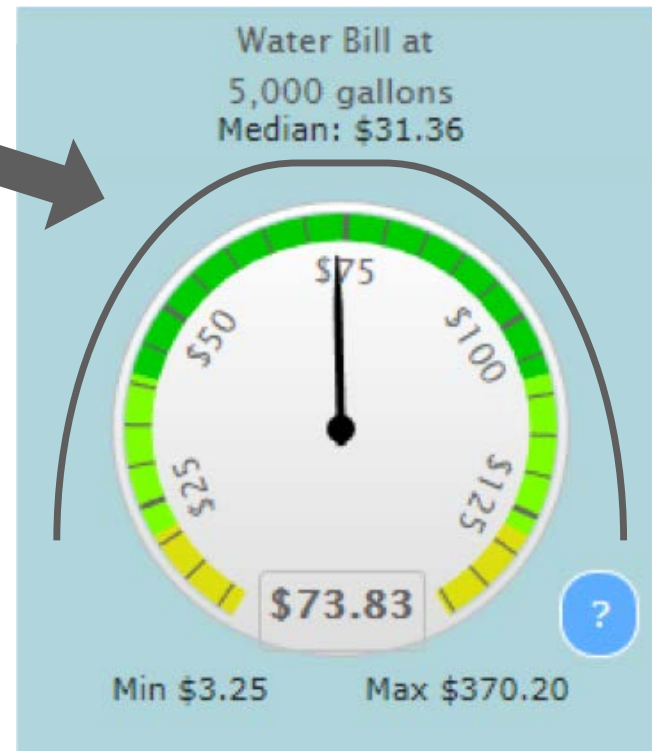 Water Bill at
5,000 gallons
Median: $31.36
$75
$50
$100
$25
$125
$73.83
?
Min $3.25 Max $370.20